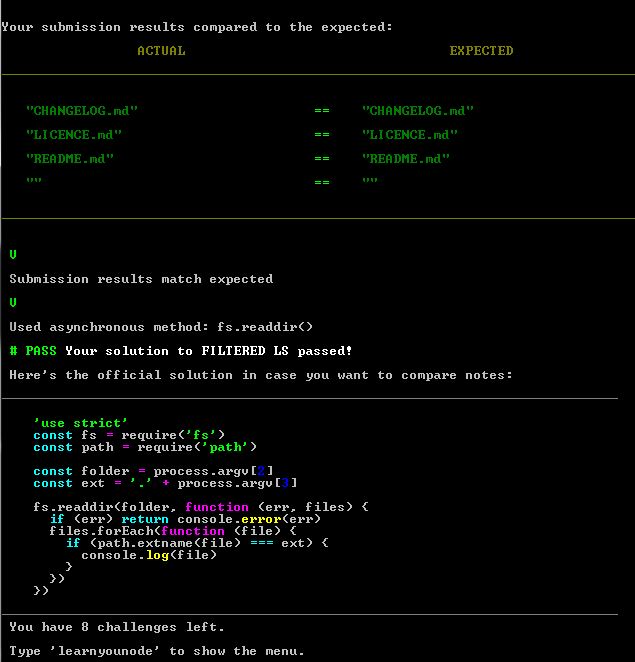 Your submission results compared to the expected:
ACTUAL EXPECTED
"CHANGELOG.md" == "CHANGELOG.md"
"LICENCE.md" == "LICENCE.md"
"README.md" == "README.md"
"" == ""
V
Submission results match expected
V
Used asynchronous method: fs.readdir()
# PASS Your solution to FILTERED LS passed!
Here's the official solution in case you want to compare notes:
'use strict'
const fs = require('fs')
const path = require('path')
const folder = process.argv[2]
const ext = '.' + process.argv[3]
fs.readdir(folder, function (err, files) {
if (err) return console.error(err)
files.forEach(function (file) {
if (path.extname(file) === ext) {
console.log(file)
}
})
})
You have 8 challenges left.
Type 'learnyounode' to show the menu.